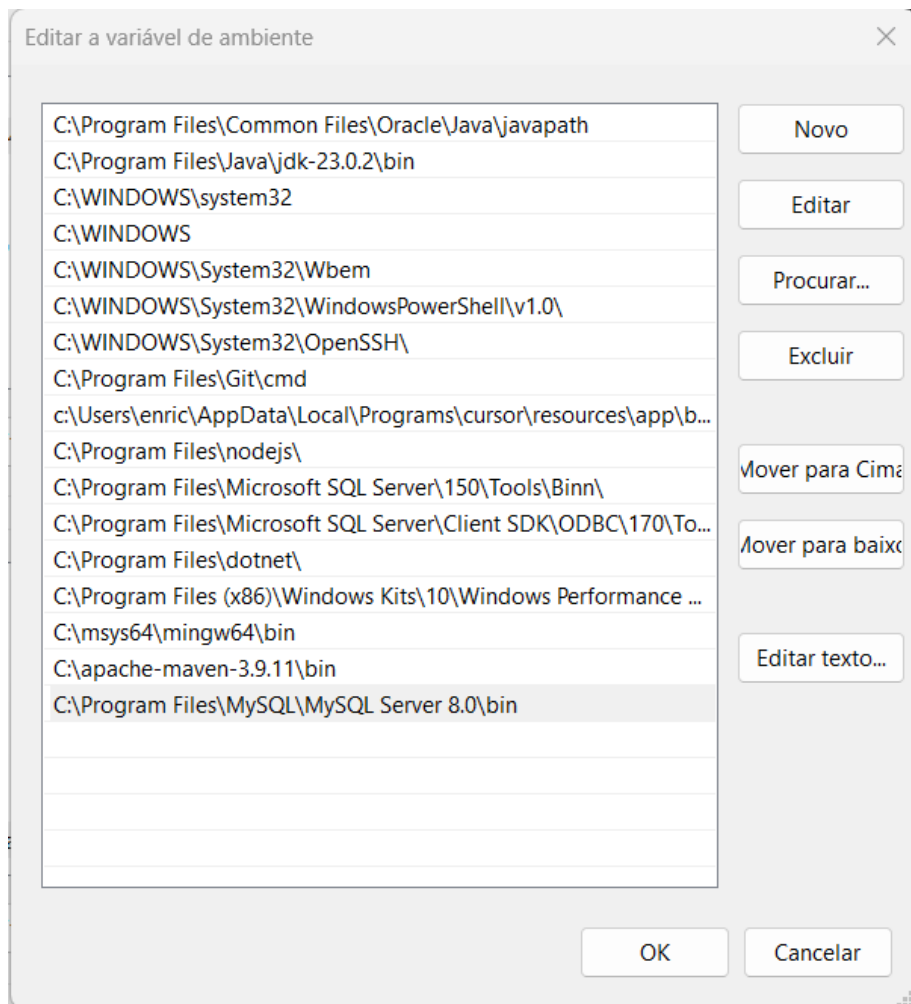 Editar a variável de ambiente
C:\Program Files\Common Files\Oracle\Java\javapath
C:\Program Files\Java\jdk-23.0.2\bin
C:\WINDOWS\system32
C:\WINDOWS
C:\WINDOWS\System32\Wbem
C:\WINDOWS\System32\WindowsPowerShell\v1.0\
C:\WINDOWS\System32\OpenSSH\
C:\Program Files\Git\cmd
c:\Users\enric\AppData\Local\Programs\cursor\resources\app\b...
C:\Program Files\nodejs\
C:\Program Files\Microsoft SQL Server\150\Tools\Binn\
C:\Program Files\Microsoft SQL Server\Client SDK\ODBC\170\To...
C:\Program Files\dotnet\
C:\Program Files (x86)\Windows Kits\10\Windows Performance ...
C:\msys64\mingw64\bin
C:\apache-maven-3.9.11\bin
C:\Program Files\MySQL\MySQL Server 8.0\bin
Novo
Editar
Procurar...
Excluir
Mover para Cima
Mover para baixo
Editar texto...
OK
Cancelar